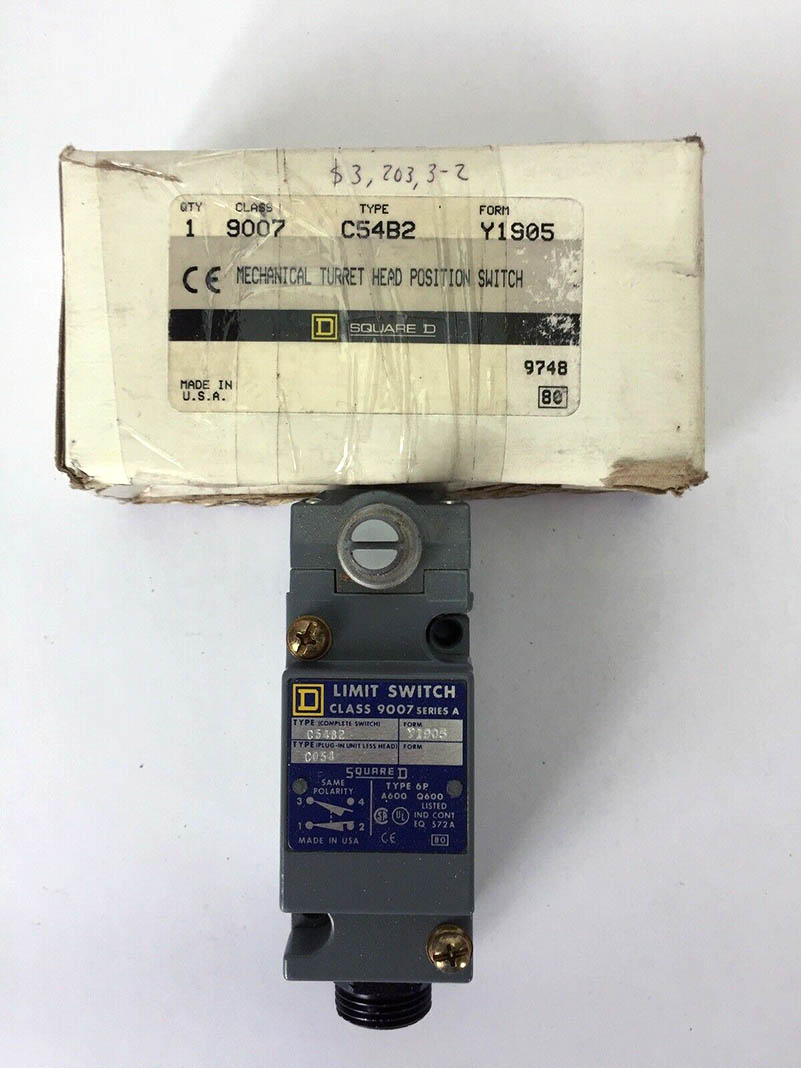 $3,203,3-2
QTY CLASS TYPE FORM
1 9007 C54B2 Y1905
CE MECHANICAL TURRET HEAD POSITION SWITCH
D SQUARE D
9748
MADE IN
U.S.A.
80
D LIMIT SWITCH
CLASS 9007 SERIES A
TYPE (COMPLETE SWITCH) FORM
C54B2 Y1905
TYPE (PLUG-IN UNIT LESS HEAD) FORM
CO54
SQUARE D
SAME
POLARITY
3 4
1 2
MADE IN USA
TYPE 6P
A600 Q600
LISTED
IND CONT
EQ 572A
SA UL
CE 80